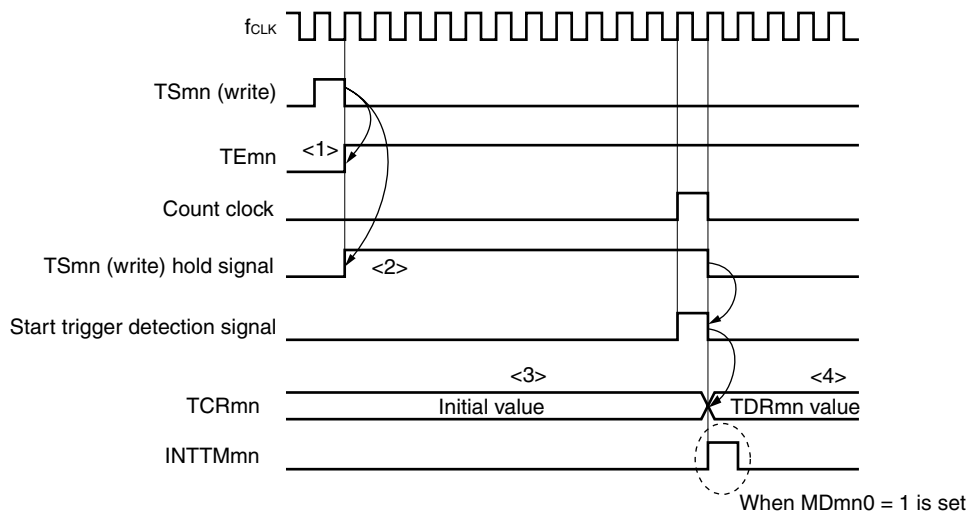 fCLK
TSmn (write)
<1>
TEmn
Count clock
TSmn (write) hold signal
<2>
Start trigger detection signal
<3>
<4>
TCRmn
Initial value
TDRmn value
INTTMmn
When MDmn0 = 1 is set